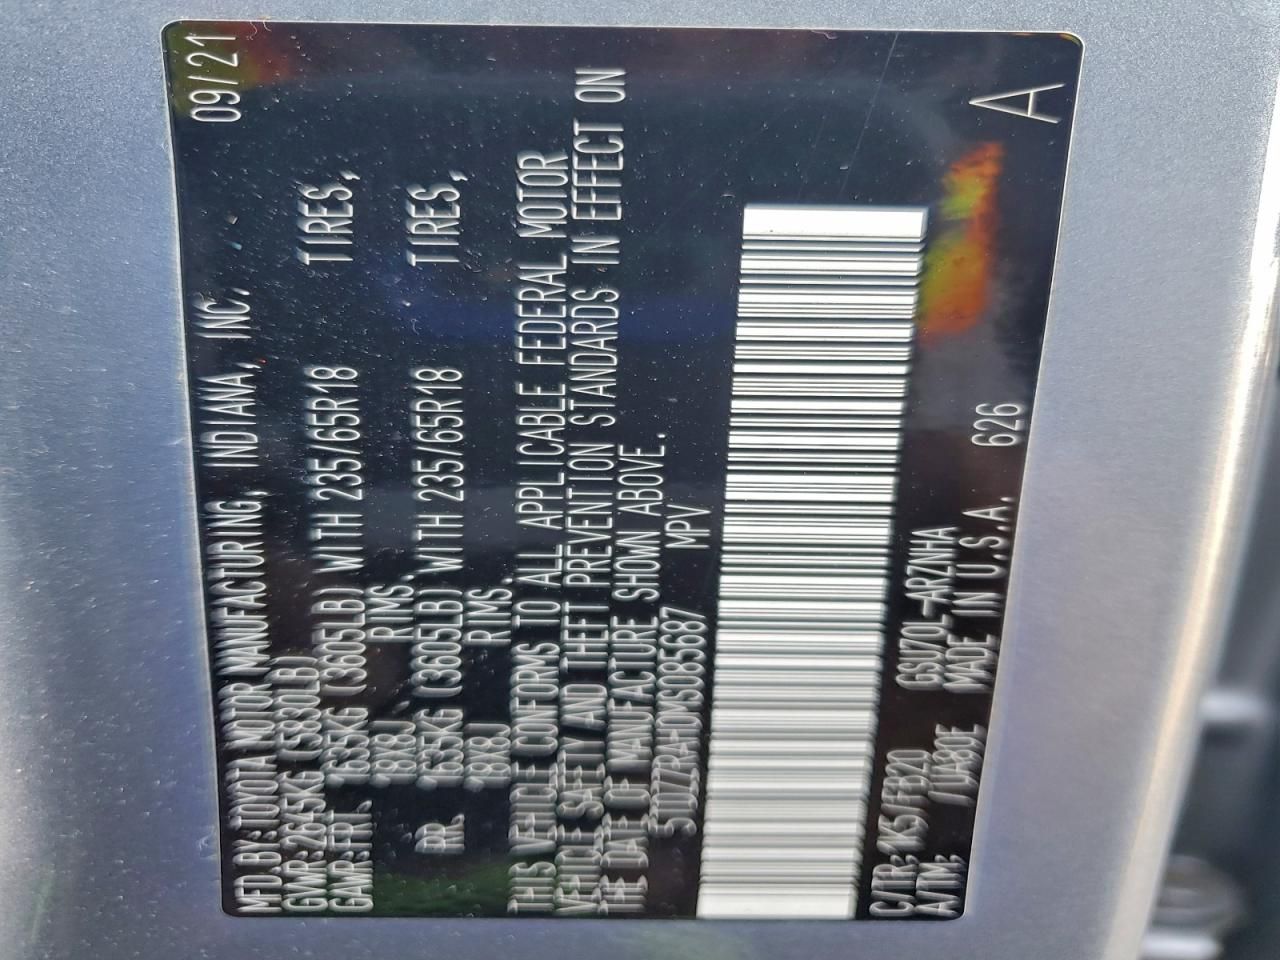 MFD.BY:TOYOTA MOTOR MANUFACTURING, INDIANA, INC. 09/21
GVWR:2645KG (5830LB)
GAWR:FRT. 1635KG (3605LB) WITH 235/65R18 TIRES,
18X8J RIMS.
RR. 1635KG (3605LB) WITH 235/65R18 TIRES,
18X8J RIMS.
THIS VEHICLE CONFORMS TO ALL APPLICABLE FEDERAL MOTOR
VEHICLE SAFETY AND THEFT PREVENTION STANDARDS IN EFFECT ON
THE DATE OF MANUFACTURE SHOWN ABOVE.
MPV
C/TR: GSU70L-ARZNHA
A/TM: MADE IN U.S.A. 626
A